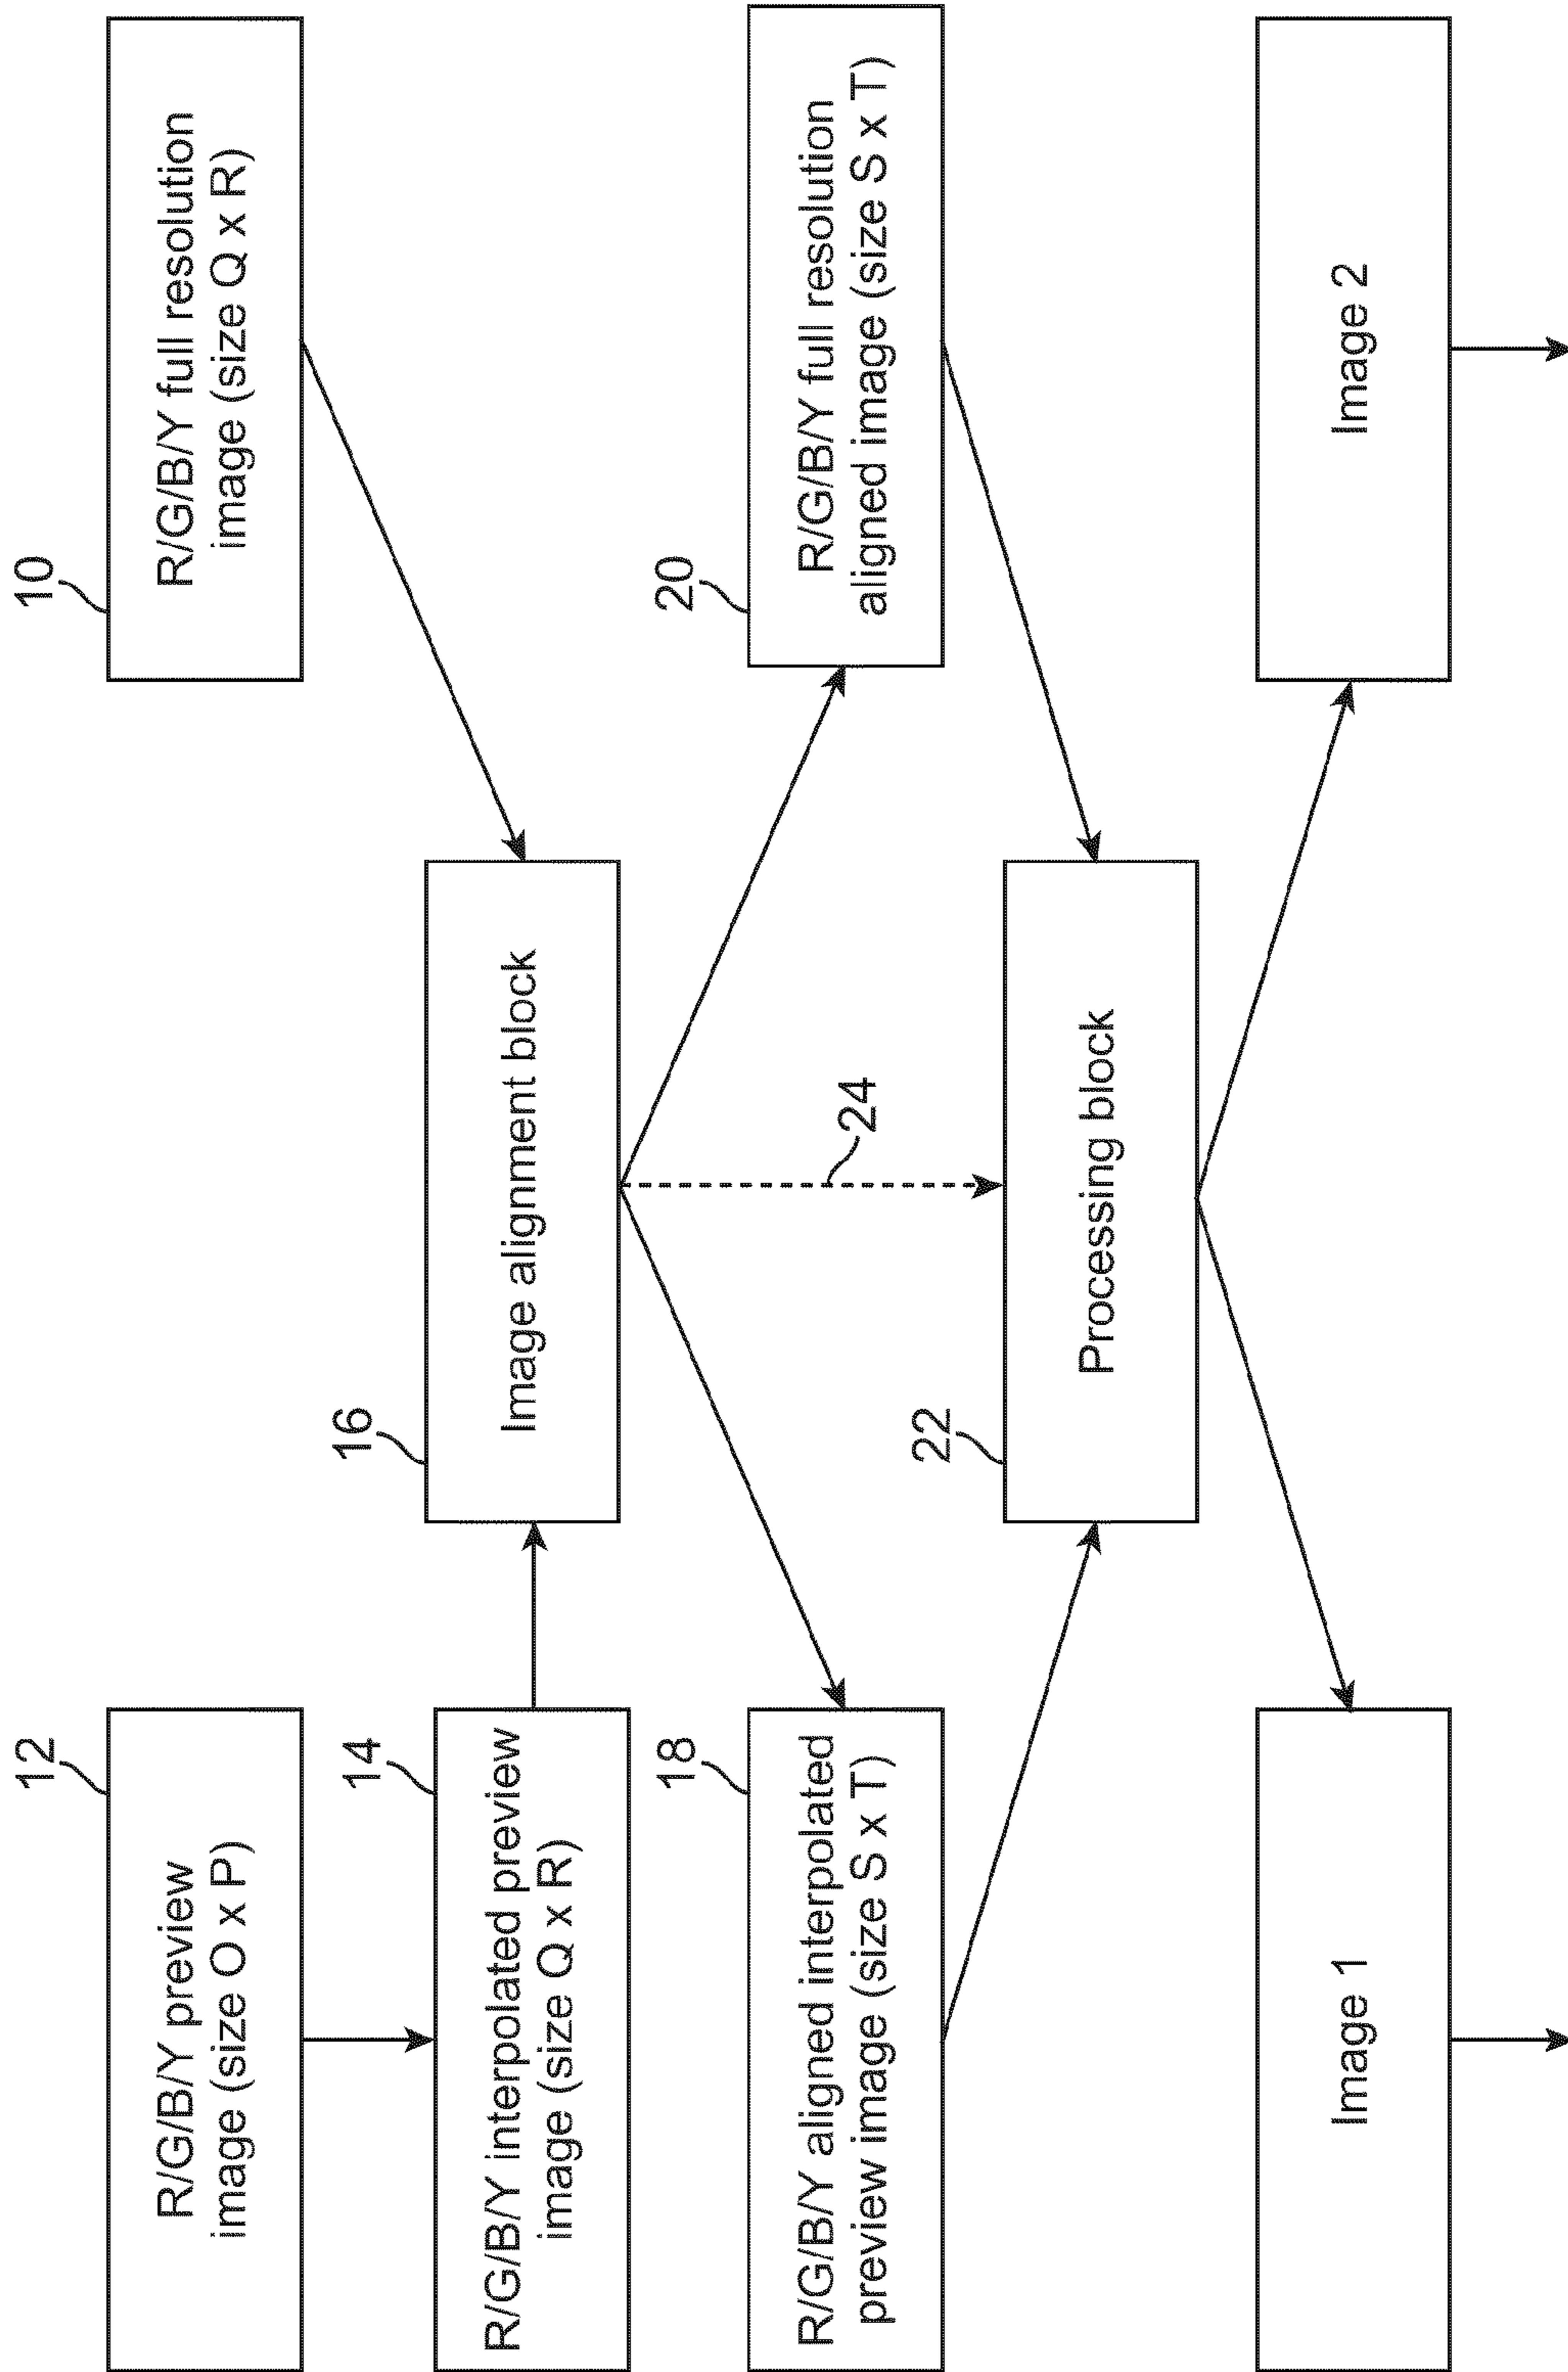 12
R/G/B/Y preview
image (size O x P)
10
R/G/B/Y full resolution
image (size Q x R)
14
R/G/B/Y interpolated preview
image (size Q x R)
16
Image alignment block
18
R/G/B/Y aligned interpolated
preview image (size S x T)
24
20
R/G/B/Y full resolution
aligned image (size S x T)
22
Processing block
Image 1
Image 2